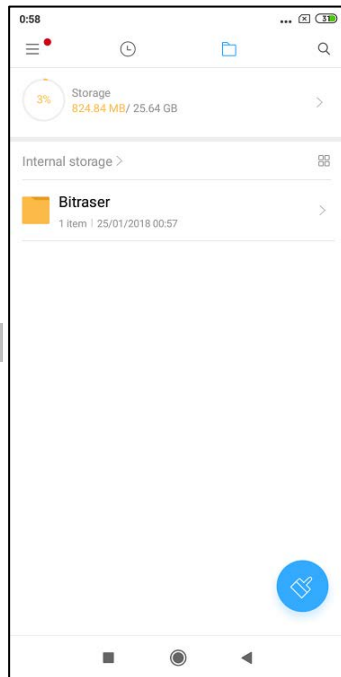 0:58
31
3%
Storage
824.84 MB/ 25.64 GB
Internal storage >
Bitraser
1 item | 25/01/2018 00:57